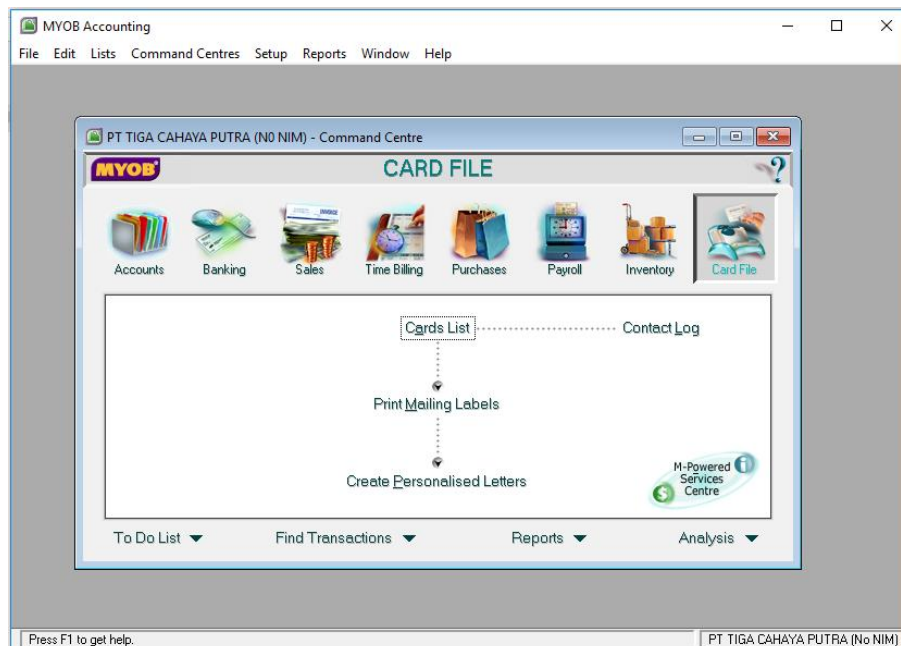 MYOB Accounting
File Edit Lists Command Centres Setup Reports Window Help
PT TIGA CAHAYA PUTRA (N0 NIM) - Command Centre
MYOB
CARD FILE
Accounts Banking Sales Time Billing Purchases Payroll Inventory Card File
Cards List Contact Log
Print Mailing Labels
Create Personalised Letters
M-Powered
Services
Centre
To Do List Find Transactions Reports Analysis
Press F1 to get help. PT TIGA CAHAYA PUTRA (No NIM)